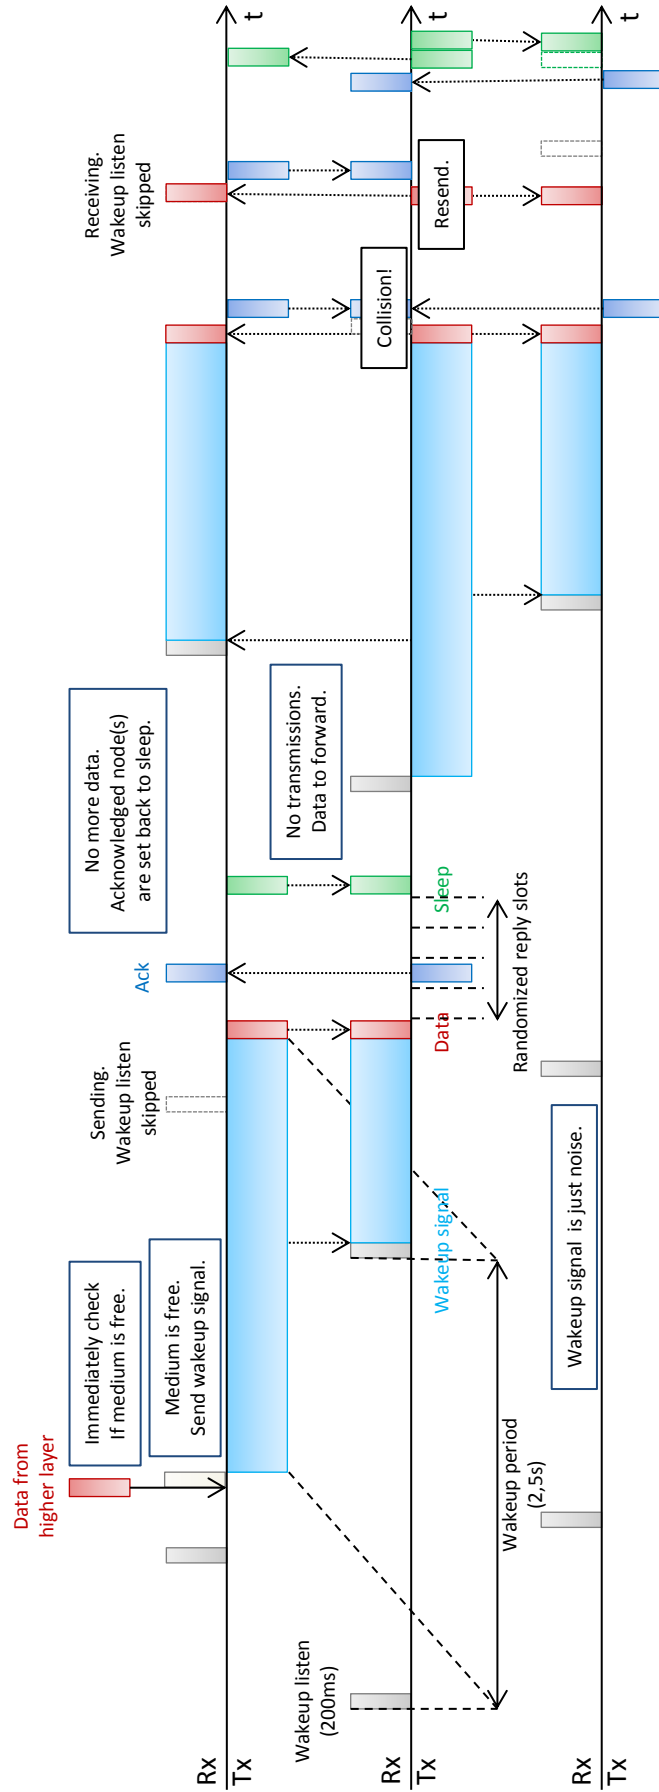 Data from
higher layer
Immediately check
If medium is free.
Medium is free.
Send wakeup signal.
Sending.
Wakeup listen
skipped
Ack
No more data.
Acknowledged node(s)
are set back to sleep.
Receiving.
Wakeup listen
skipped
Rx
Tx
t
Wakeup listen
(200ms)
No transmissions.
Data to forward.
Collision!
Resend.
Rx
Tx
t
Wakeup signal
Data
Sleep
Wakeup period
(2,5s)
Randomized reply slots
Wakeup signal is just noise.
Rx
Tx
t